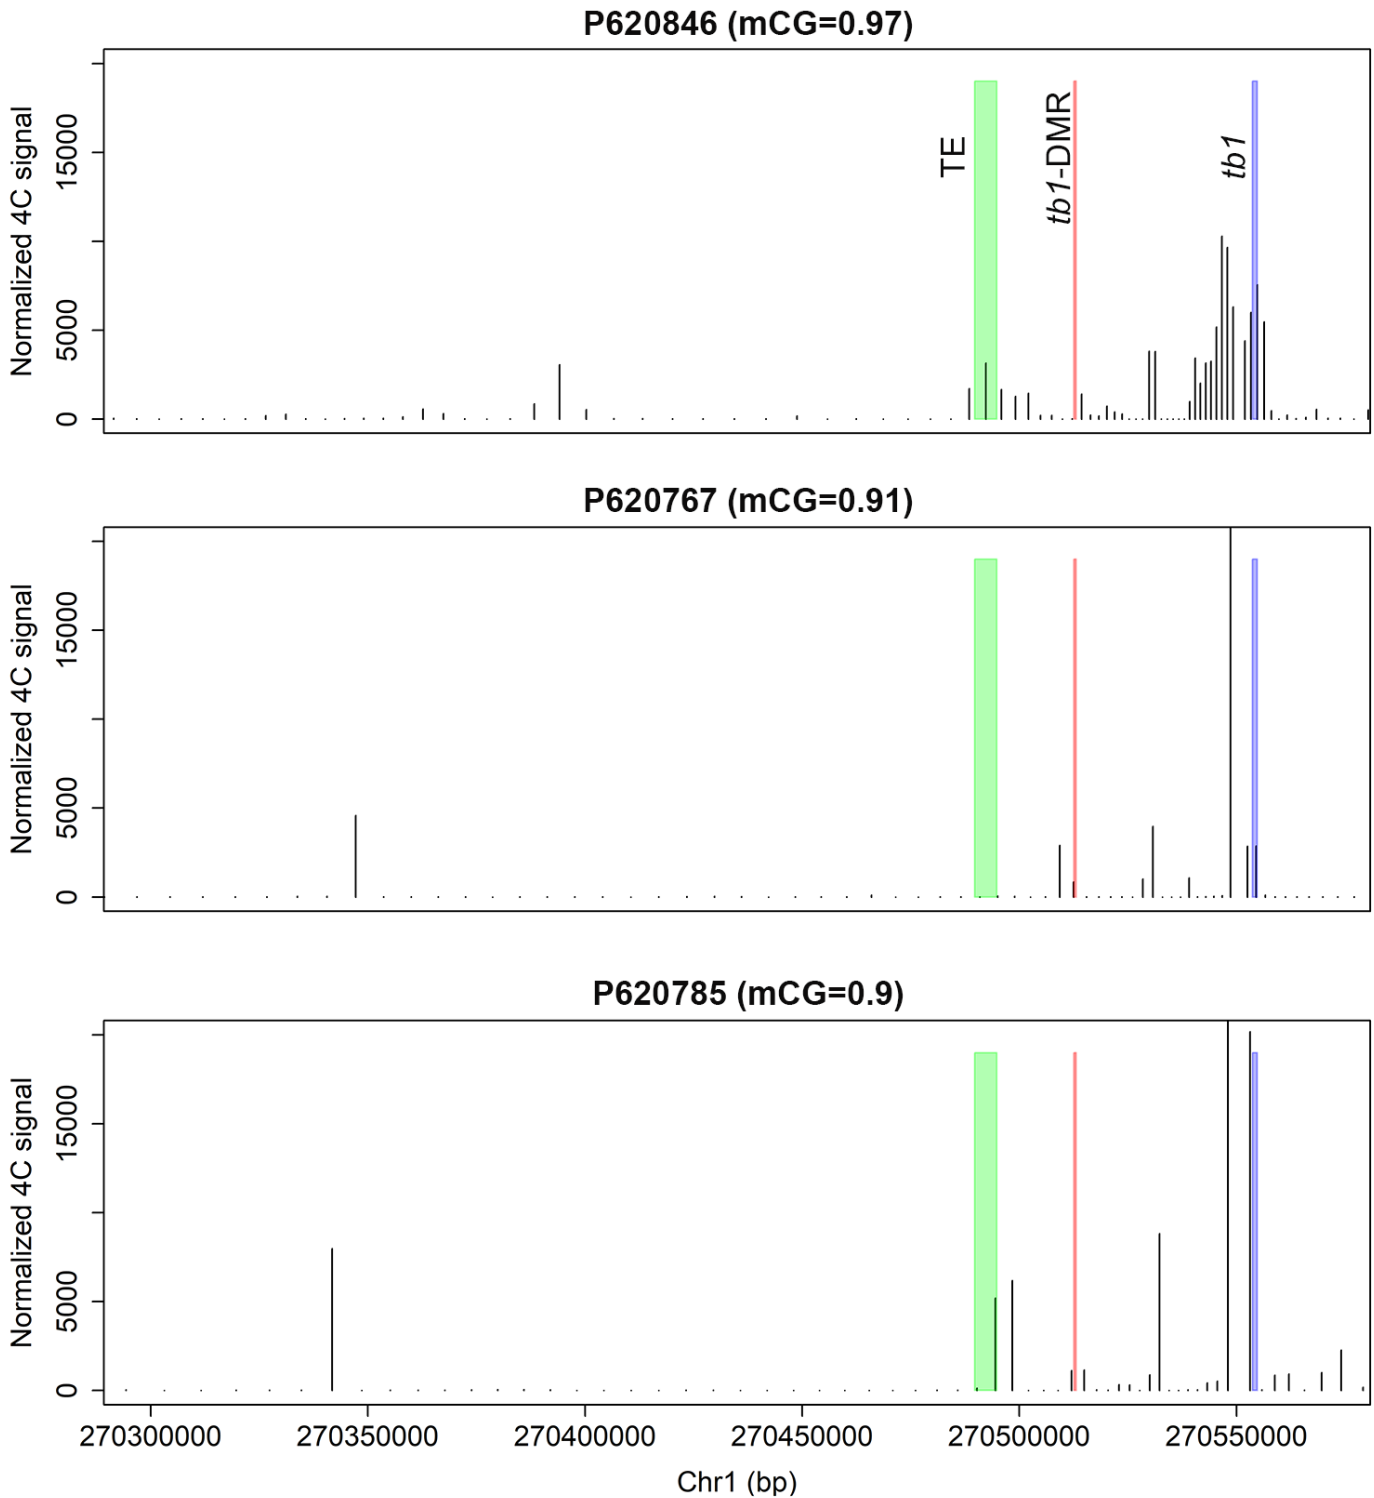 P620846 (mCG=0.97)
Normalized 4C signal
15000
5000
0
TE
tb1-DMR
tb1
P620767 (mCG=0.91)
Normalized 4C signal
15000
5000
0
P620785 (mCG=0.9)
Normalized 4C signal
15000
5000
0
270300000 270350000 270400000 270450000 270500000 270550000
Chr1 (bp)